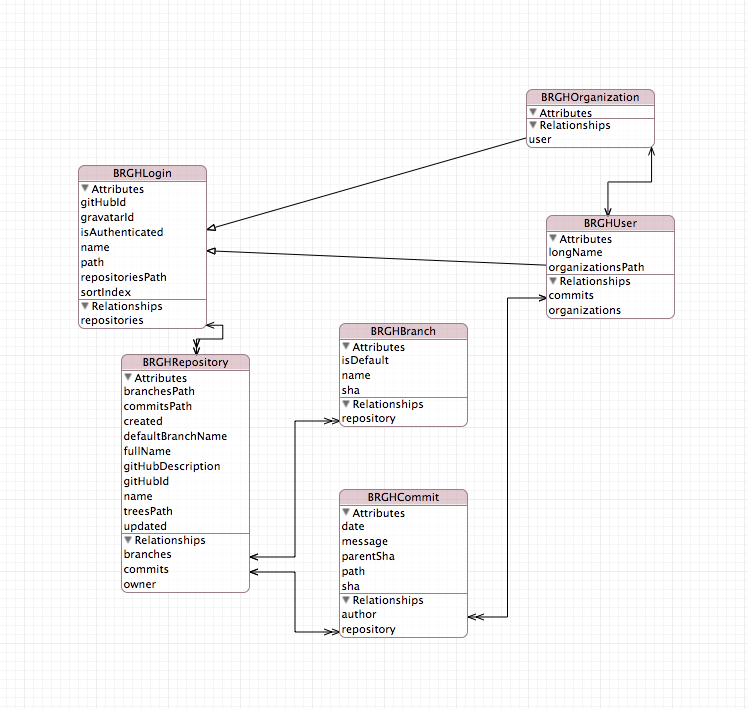 BRGHOrganization
Attributes
Relationships
user
BRGHLogin
Attributes
gitHubId
gravatarId
isAuthenticated
name
path
repositoriesPath
sortIndex
Relationships
repositories
BRGHUser
Attributes
longName
organizationsPath
Relationships
commits
organizations
BRGHBranch
Attributes
isDefault
name
sha
Relationships
repository
BRGHRepository
Attributes
branchesPath
commitsPath
created
defaultBranchName
fullName
gitHubDescription
gitHubId
name
treesPath
updated
Relationships
branches
commits
owner
BRGHCommit
Attributes
date
message
parentSha
path
sha
Relationships
author
repository